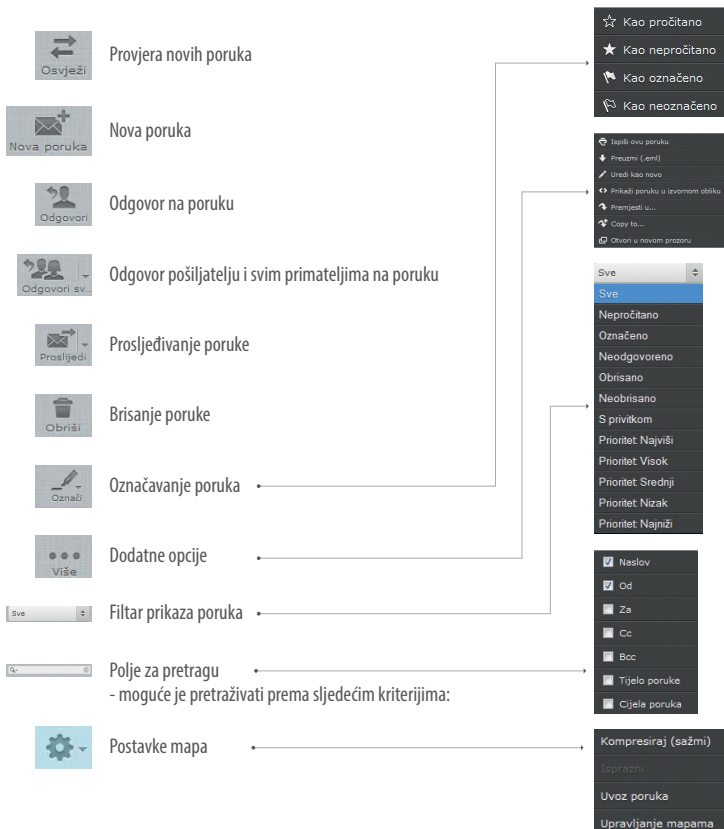 Osvježi
Provjera novih poruka
Nova poruka
Nova poruka
Odgovori
Odgovor na poruku
Odgovori sv...
Odgovor pošiljatelju i svim primateljima na poruku
Proslijedi
Prosljeđivanje poruke
Obriši
Brisanje poruke
Označi
Označavanje poruka
Više
Dodatne opcije
Sve
Filtar prikaza poruka
Polje za pretragu
- moguće je pretraživati prema sljedećim kriterijima:
Postavke mapa
Kao pročitano
Kao nepročitano
Kao označeno
Kao neoznačeno
Ispiši ovu poruku
Preuzmi (.eml)
Uredi kao novo
Prikaži poruku u izvornom obliku
Premjesti u...
Copy to...
Otvori u novom prozoru
Sve
Sve
Nepročitano
Označeno
Neodgovoreno
Obrisano
Neobrisano
S privitkom
Prioritet: Najviši
Prioritet: Visok
Prioritet: Srednji
Prioritet: Nizak
Prioritet: Najniži
Naslov
Od
Za
Cc
Bcc
Tijelo poruke
Cijela poruka
Kompresiraj (sažmi)
Isprazni
Uvoz poruka
Upravljanje mapama